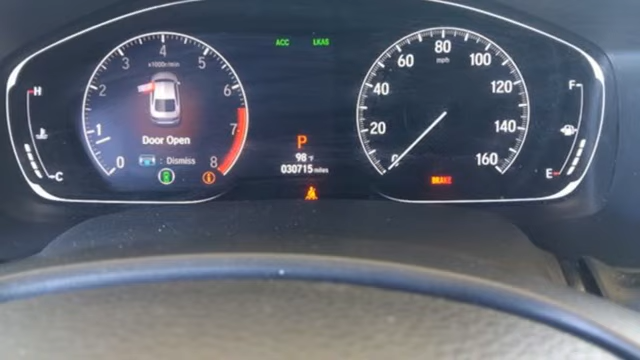 ACC LKAS
0 1 2 3 4 5 6 7 8
x1000r/min
H
C
Door Open
: Dismiss
P
98 °F
030715 miles
0 20 40 60 80 100 120 140 160
mph
BRAKE
F
E